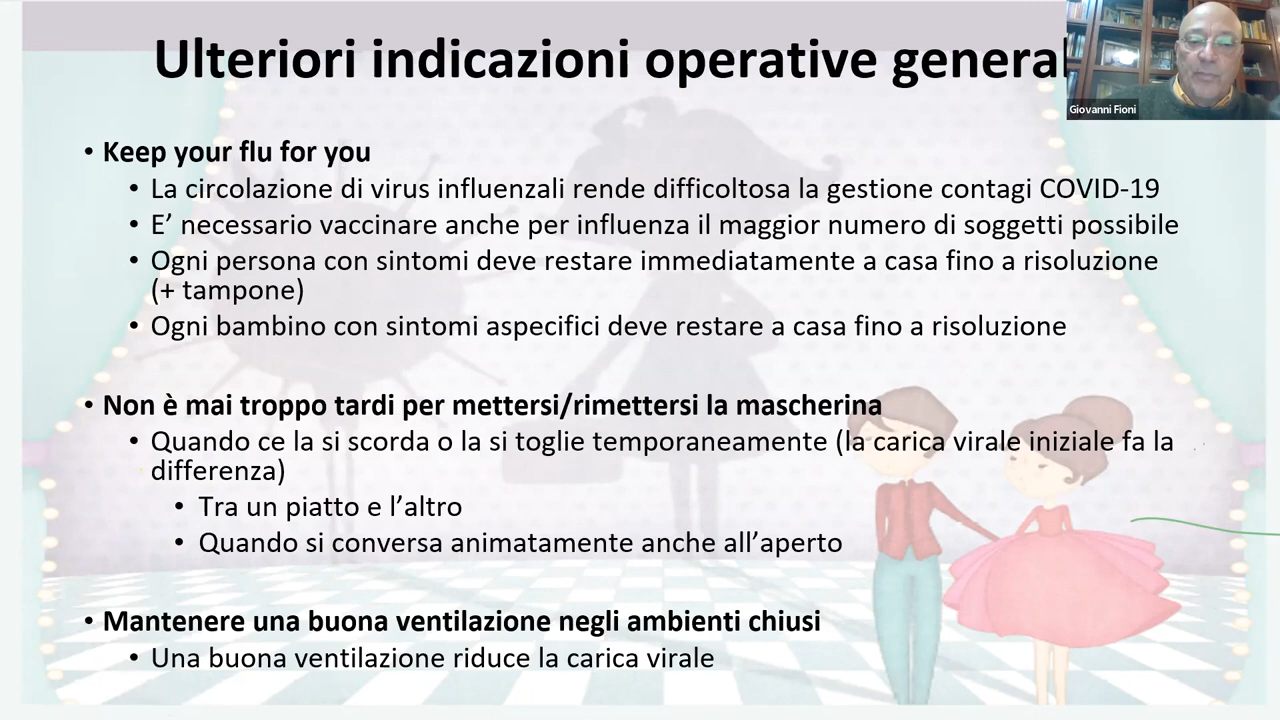 Ulteriori indicazioni operative general
Giovanni Fioni
• Keep your flu for you
• La circolazione di virus influenzali rende difficoltosa la gestione contagi COVID-19
• E’ necessario vaccinare anche per influenza il maggior numero di soggetti possibile
• Ogni persona con sintomi deve restare immediatamente a casa fino a risoluzione
(+ tampone)
• Ogni bambino con sintomi aspecifici deve restare a casa fino a risoluzione
• Non è mai troppo tardi per mettersi/rimettersi la mascherina
• Quando ce la si scorda o la si toglie temporaneamente (la carica virale iniziale fa la
differenza)
• Tra un piatto e l’altro
• Quando si conversa animatamente anche all’aperto
• Mantenere una buona ventilazione negli ambienti chiusi
• Una buona ventilazione riduce la carica virale